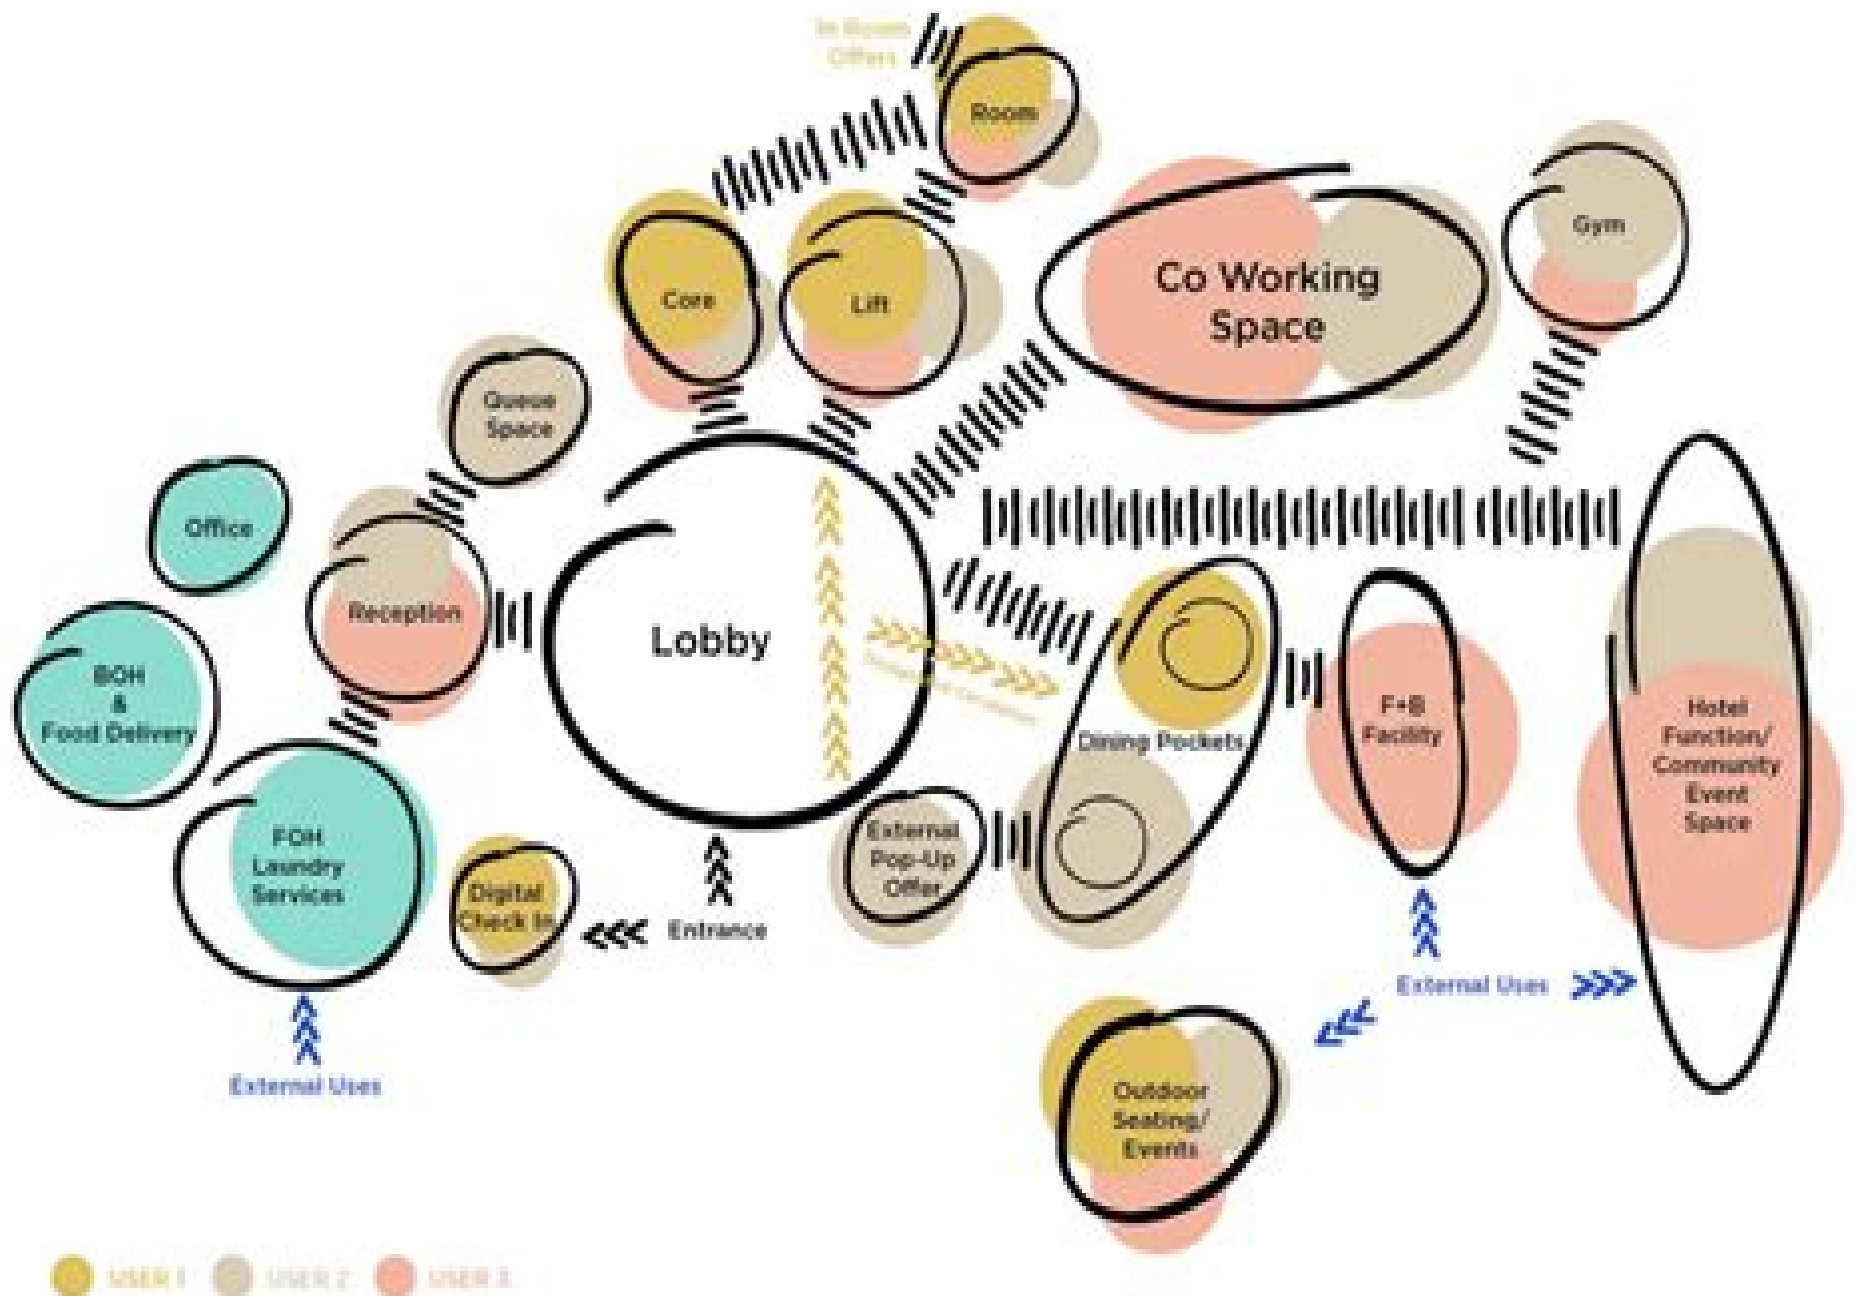 In Room
Offers
Room
Gym
Co Working
Space
Core
Lift
Queue
Space
Office
Reception
Lobby
BOH
&
Food Delivery
Dining Pockets
F+B
Facility
Hotel
Function/
Community
Event
Space
FOH
Laundry
Services
Digital
Check In
External
Pop-Up
Offer
Entrance
External Uses
External Uses
Outdoor
Seating/
Events
USER 1
USER 2
USER 3